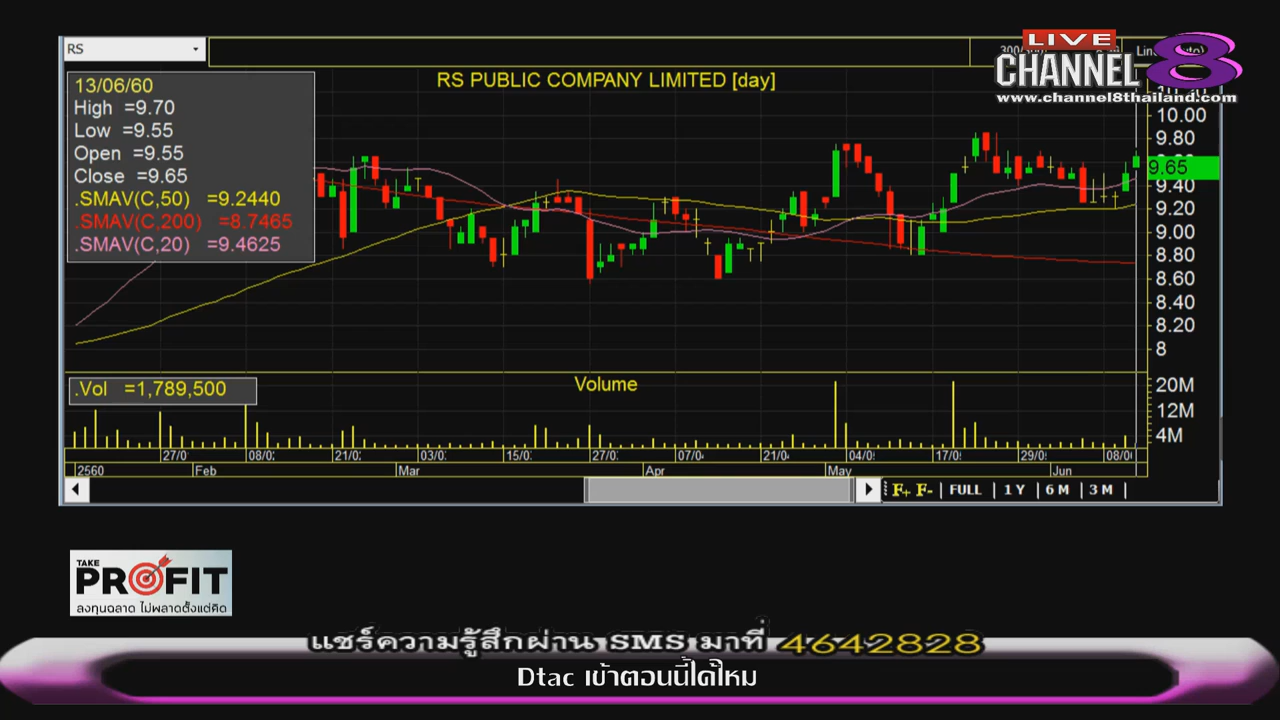 RS
LIVE
CHANNEL 8
www.channel8thailand.com
RS PUBLIC COMPANY LIMITED [day]
13/06/60
High =9.70
Low =9.55
Open =9.55
Close =9.65
.SMAV(C,50) =9.2440
.SMAV(C,200) =8.7465
.SMAV(C,20) =9.4625
10.00
9.80
9.65
9.40
9.20
9.00
8.80
8.60
8.40
8.20
8
.Vol =1,789,500
Volume
20M
12M
4M
27/0 08/0 21/0 03/0 15/0 27/0 07/0 21/0 04/0 17/0 29/0 08/0
2560 Feb Mar Apr May Jun
F+ F- | FULL | 1 Y | 6 M | 3 M |
TAKE
PROFIT
ลงทุนฉลาด ไม่พลาดตั้งแต่คิด
แชร์ความรู้สึกผ่าน SMS มาที่ 4642828
Dtac เข้าตอนนี้ได้ไหม